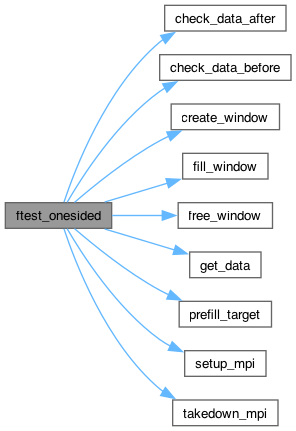 check_data_after
check_data_before
create_window
fill_window
ftest_onesided
free_window
get_data
prefill_target
setup_mpi
takedown_mpi